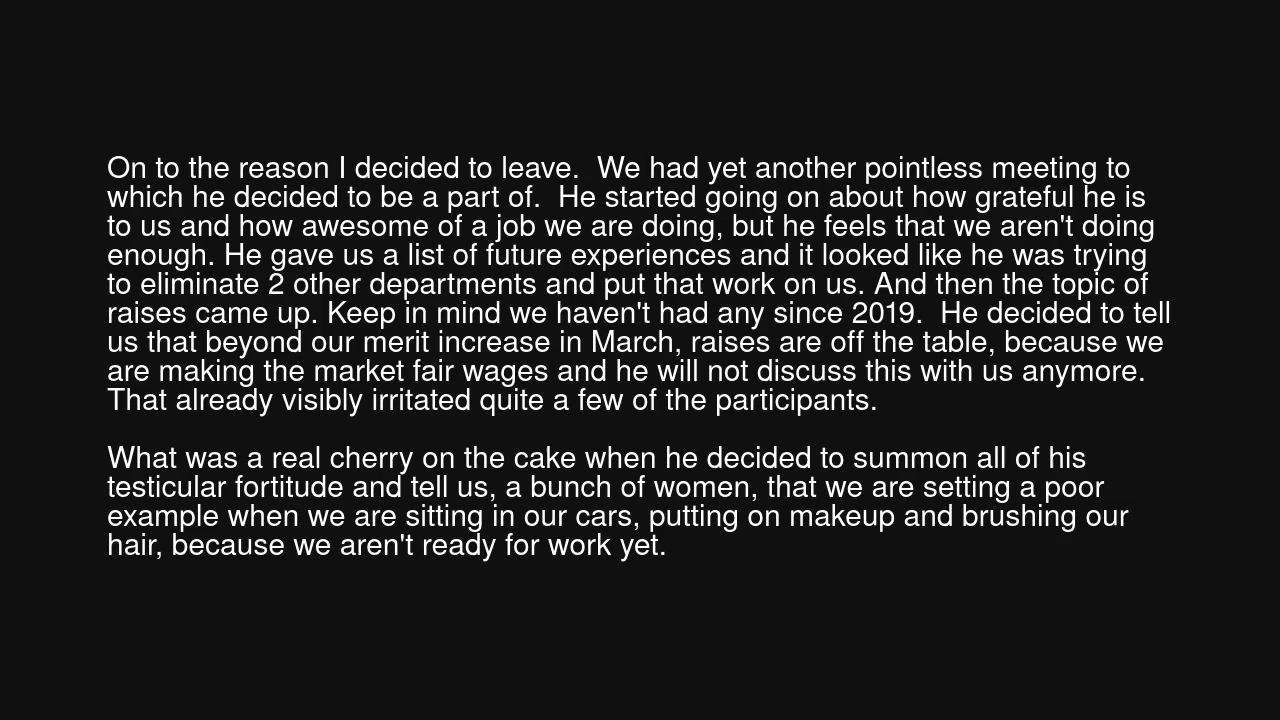 On to the reason I decided to leave.  We had yet another pointless meeting to
which he decided to be a part of.  He started going on about how grateful he is
to us and how awesome of a job we are doing, but he feels that we aren't doing
enough. He gave us a list of future experiences and it looked like he was trying
to eliminate 2 other departments and put that work on us. And then the topic of
raises came up. Keep in mind we haven't had any since 2019.  He decided to tell
us that beyond our merit increase in March, raises are off the table, because we
are making the market fair wages and he will not discuss this with us anymore.
That already visibly irritated quite a few of the participants.

What was a real cherry on the cake when he decided to summon all of his
testicular fortitude and tell us, a bunch of women, that we are setting a poor
example when we are sitting in our cars, putting on makeup and brushing our
hair, because we aren't ready for work yet.